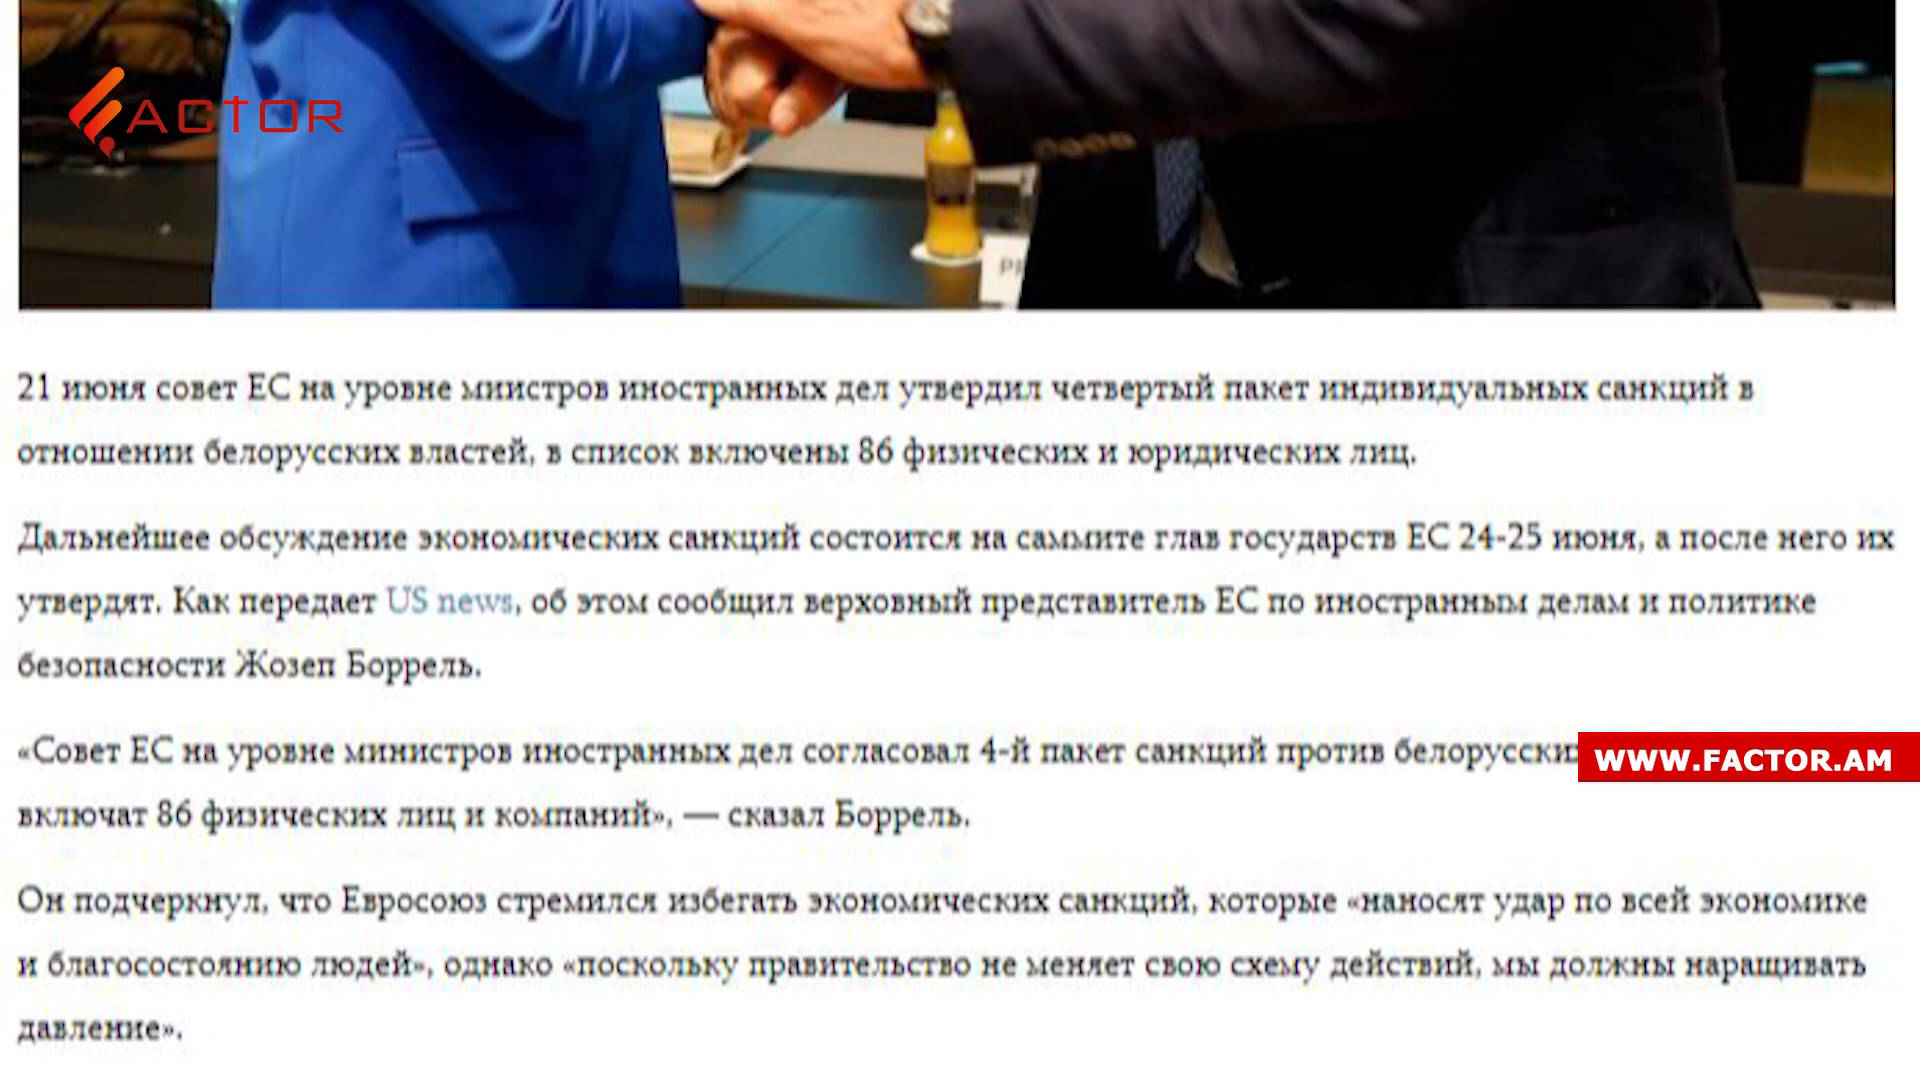 FACTOR
21 июня совет ЕС на уровне миистров иностранных дел утвердил четвертый пакет индивидуальных санкций в
отношении белорусских властей, в список включены 86 физических и юридических лиц.
Дальнейшее обсуждение экономических санкций состоится на саммите глав государств ЕС 24-25 июня, а после него их
утвердят. Как передает US news, об этом сообщил верховный представитель ЕС по иностранным делам и политике
безопасности Жозеп Боррель.
«Совет ЕС на уровне министров иностранных дел согласовал 4-й пакет санкций против
WWW.FACTOR.AM
включат 86 физических лиц и компаний», — сказал Боррель.
Он подчеркнул, что Евросоюз стремился избегать экономических санкций, которые «наносят удар по всей экономике
и благосостоянию людей», однако «поскольку правительство не меняет свою схему действий, мы должны наращивать
давление».